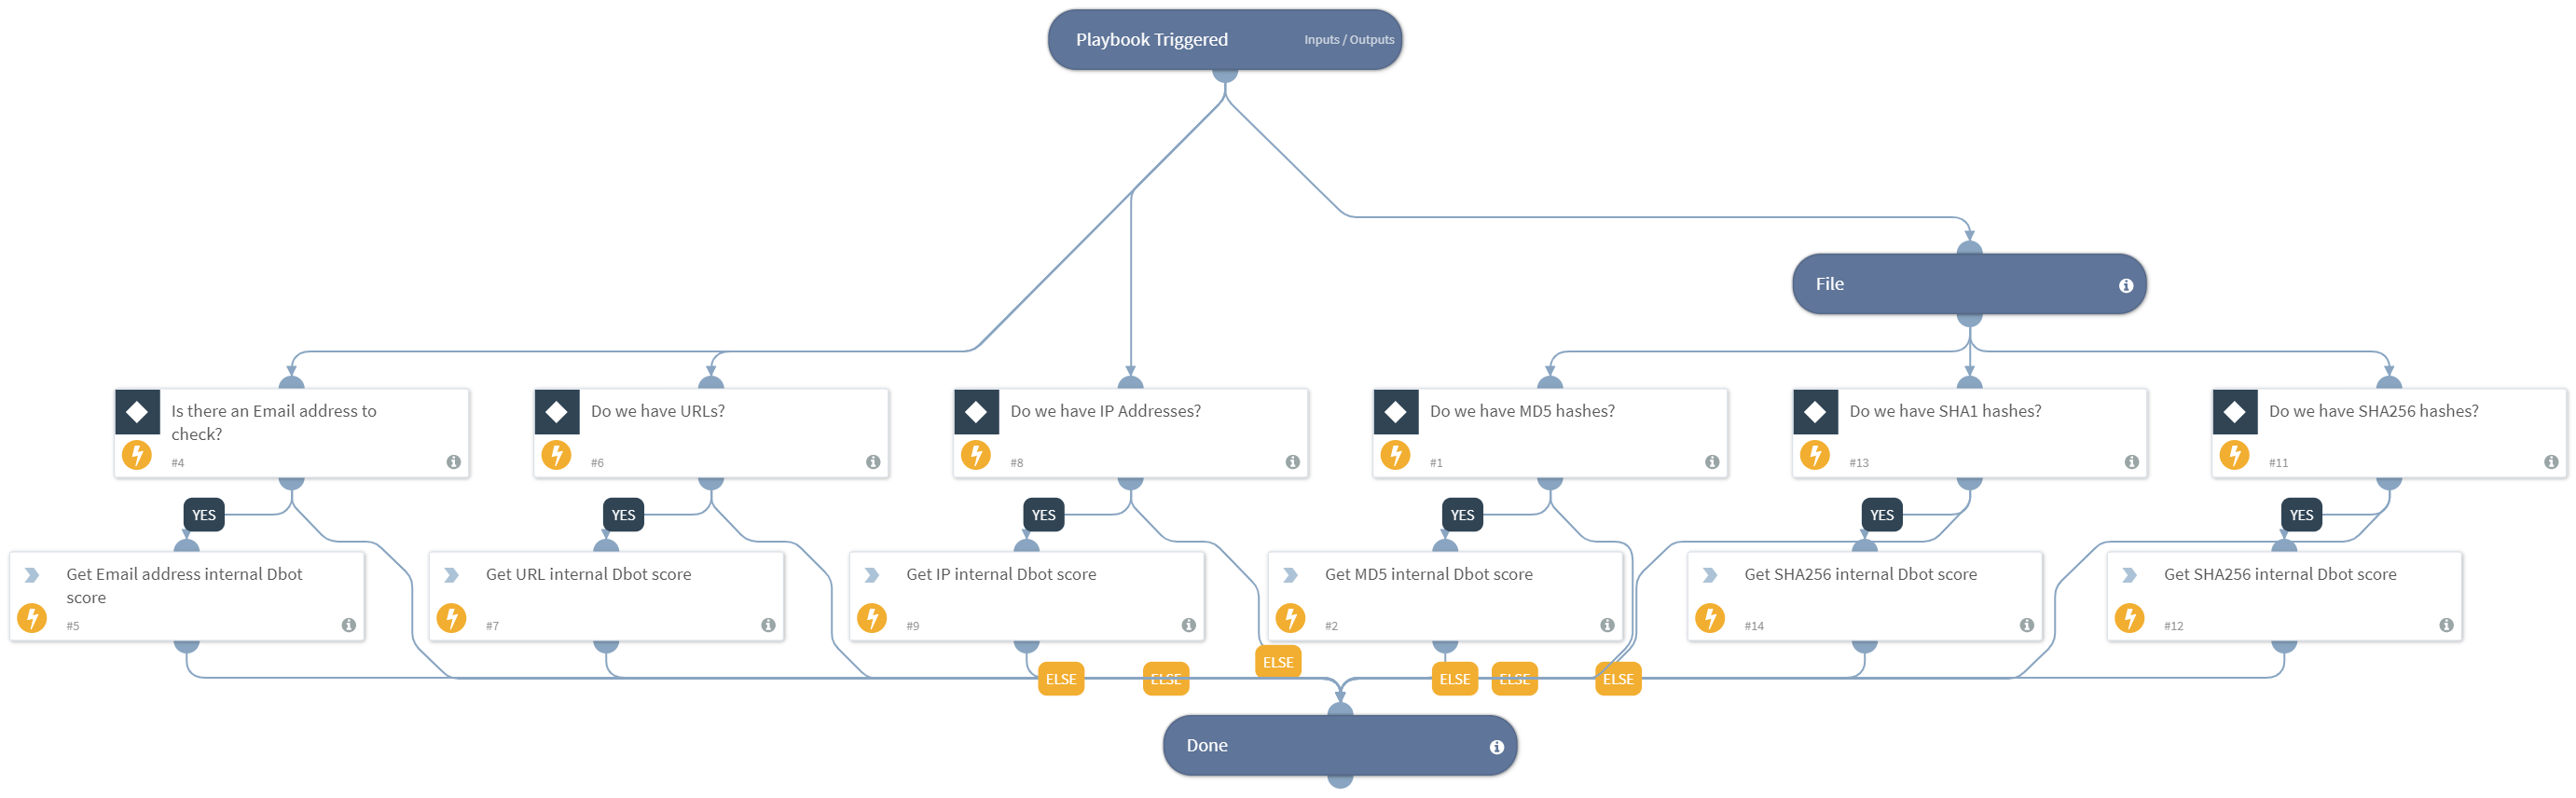 Playbook Triggered
Inputs / Outputs
File
Is there an Email address to
check?
#4
Do we have URLs?
#6
Do we have IP Addresses?
#8
Do we have MD5 hashes?
#1
Do we have SHA1 hashes?
#13
Do we have SHA256 hashes?
#11
YES
YES
YES
YES
YES
YES
Get Email address internal Dbot
score
#5
Get URL internal Dbot score
#7
Get IP internal Dbot score
#9
Get MD5 internal Dbot score
#2
Get SHA256 internal Dbot score
#14
Get SHA256 internal Dbot score
#12
ELSE
ELSE
ELSE
ELSE
ELSE
ELSE
Done